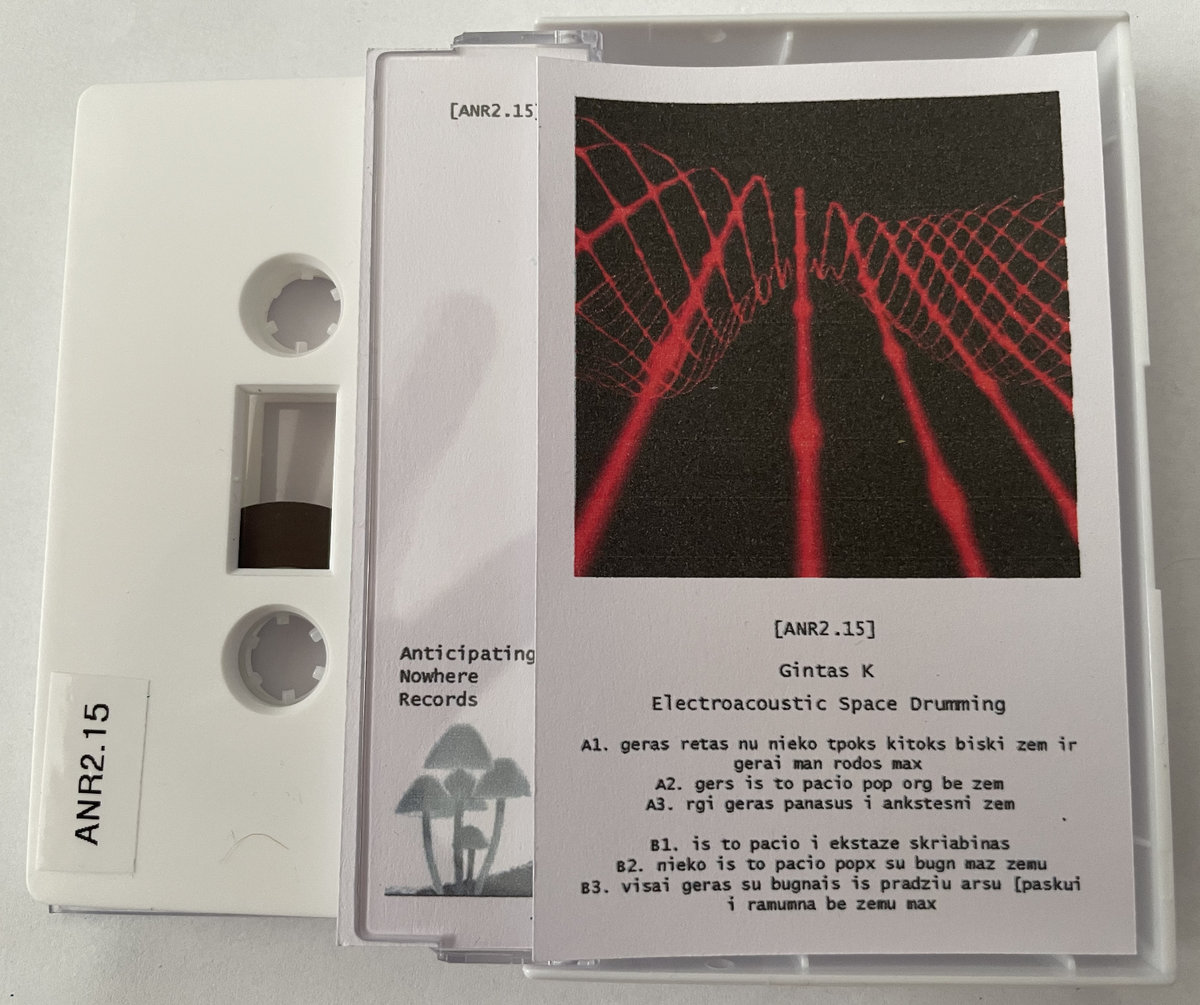 ANR2.15
[ANR2.15]
Anticipating
Nowhere
Records
[ANR2.15]
Gintas K
Electroacoustic Space Drumming
A1. geras retas nu nieko tpoks kitoks biski zem ir
gerai man rodos max
A2. gers is to pacio pop org be zem
A3. rgi geras panasus i ankstesni zem
B1. is to pacio i ekstaze skriabinas
B2. nieko is to pacio popx su bugn maz zemu
B3. visai geras su bugnais is pradziu arsu [paskui
i ramumna be zemu max